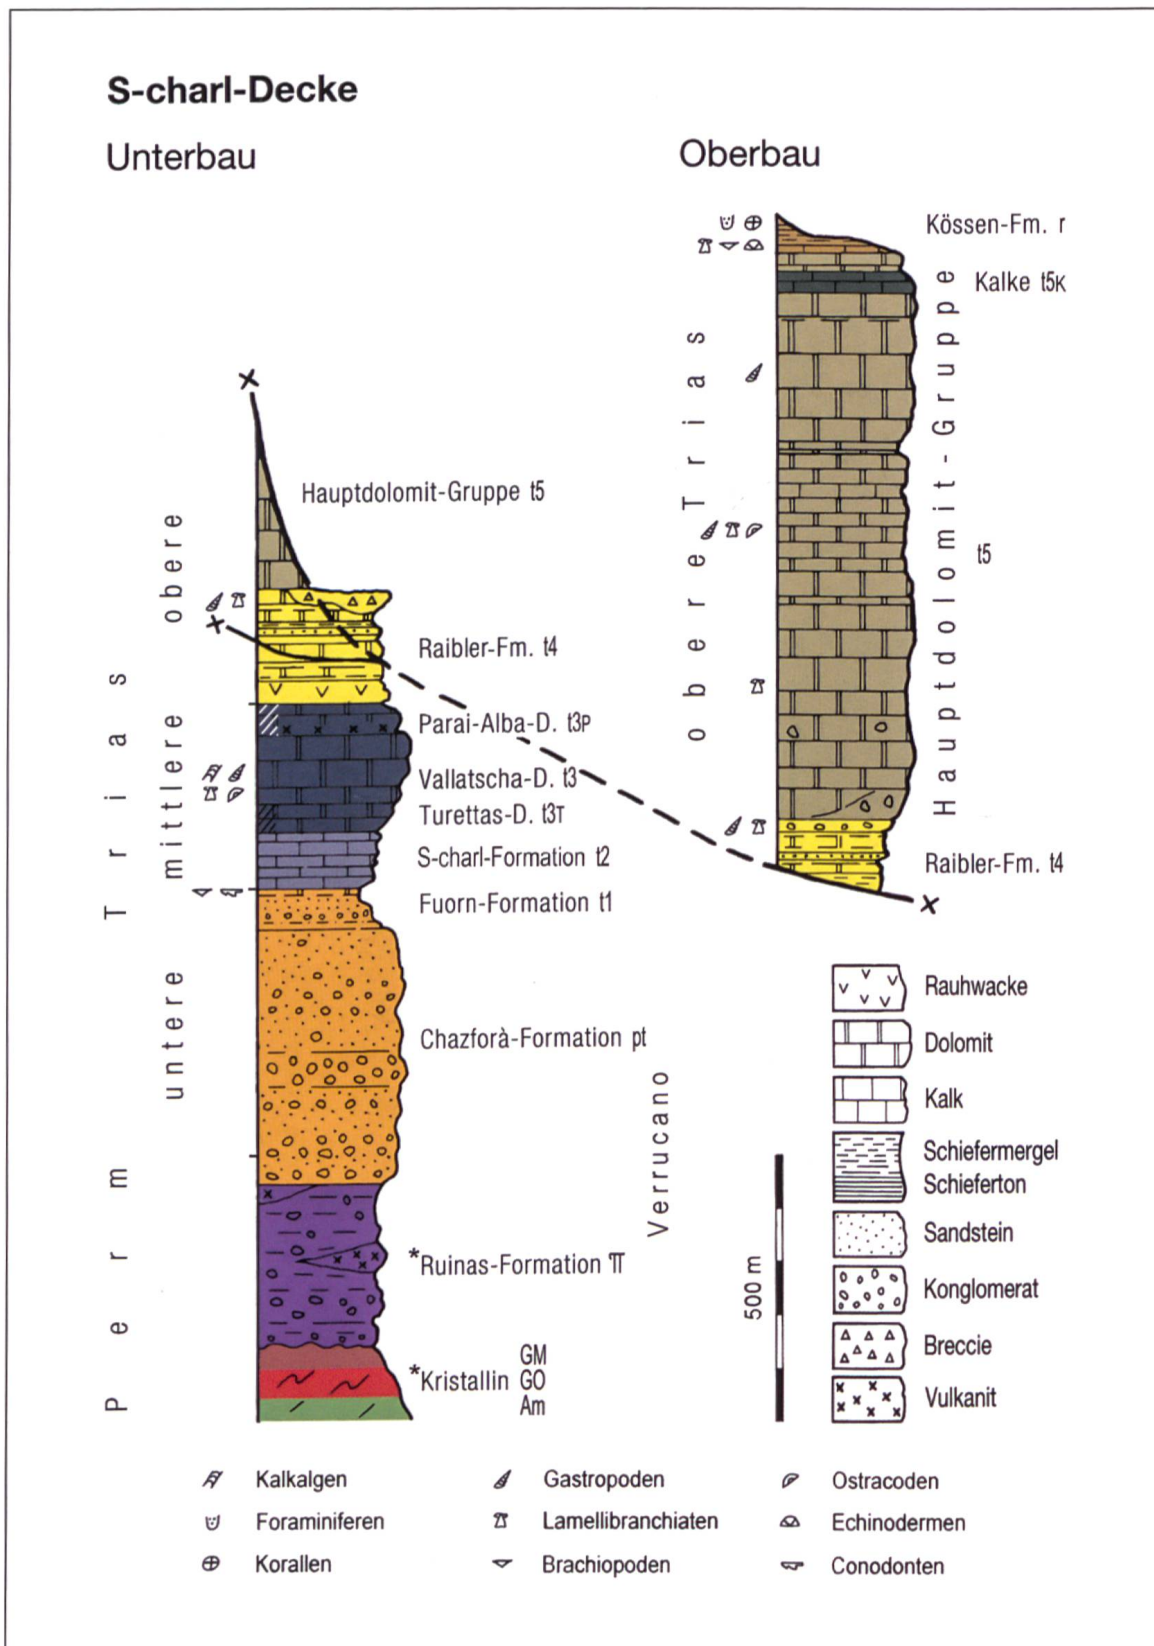 S-charl-Decke
Unterbau
Oberbau
Kössen-Fm. r
Kalke t5K
Hauptdolomit-Gruppe
t5
obere Trias
Raibler-Fm. t4
Hauptdolomit-Gruppe t5
Raibler-Fm. t4
Parai-Alba-D. t3P
Vallatscha-D. t3
Turettas-D. t3T
S-charl-Formation t2
Fuorn-Formation t1
Chazforà-Formation pt
*Ruinas-Formation
*Kristallin
GM
GO
Am
obere
mittlere
untere
Trias
Perm
Verrucano
500 m
Rauhwacke
Dolomit
Kalk
Schiefermergel
Schieferton
Sandstein
Konglomerat
Breccie
Vulkanit
Kalkalgen
Gastropoden
Ostracoden
Foraminiferen
Lamellibranchiaten
Echinodermen
Korallen
Brachiopoden
Conodonten